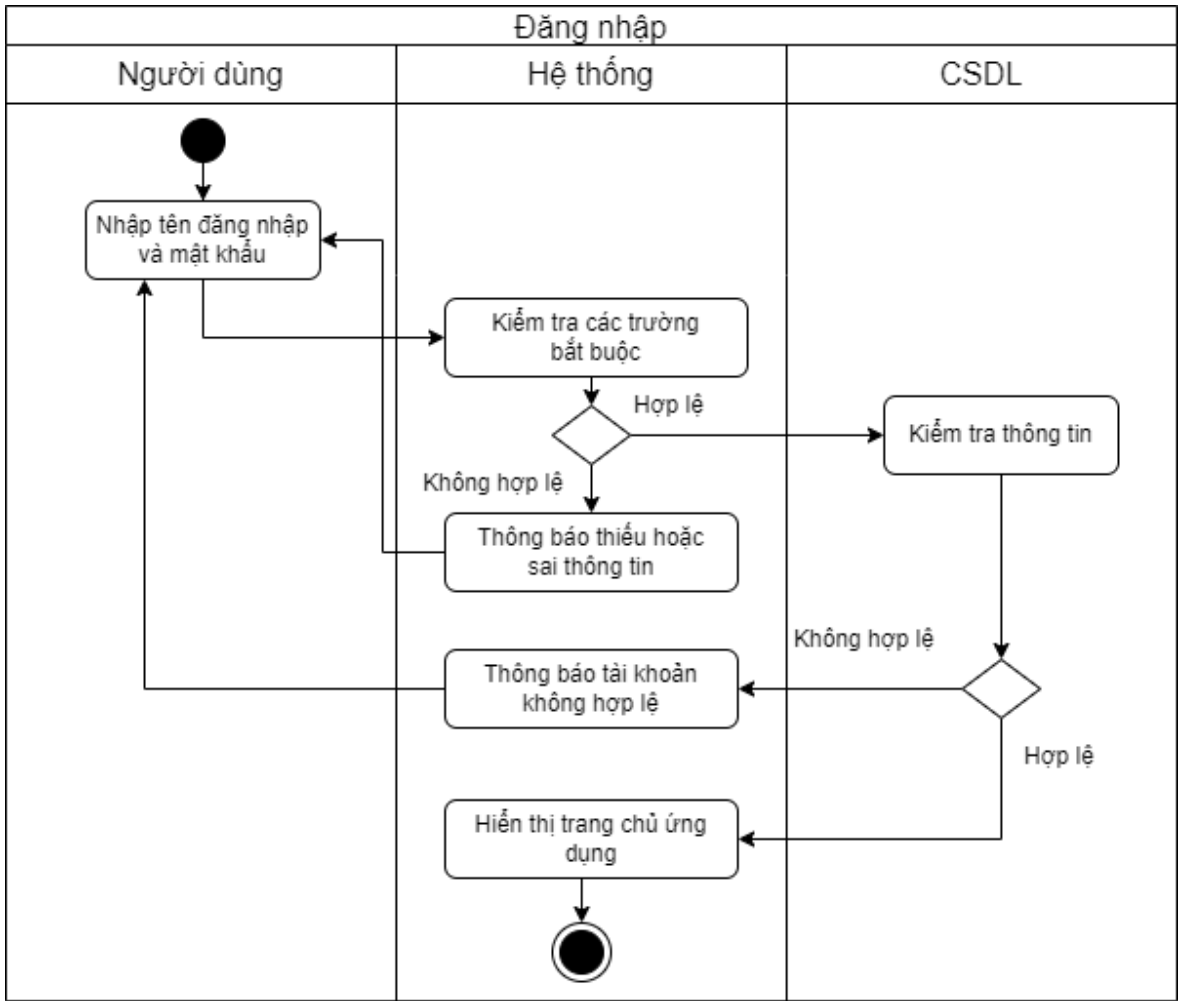 Đăng nhập
Người dùng
Hệ thống
CSDL
Nhập tên đăng nhập
và mật khẩu
Kiểm tra các trường
bắt buộc
Hợp lệ
Kiểm tra thông tin
Không hợp lệ
Thông báo thiếu hoặc
sai thông tin
Không hợp lệ
Thông báo tài khoản
không hợp lệ
Hợp lệ
Hiển thị trang chủ ứng
dụng